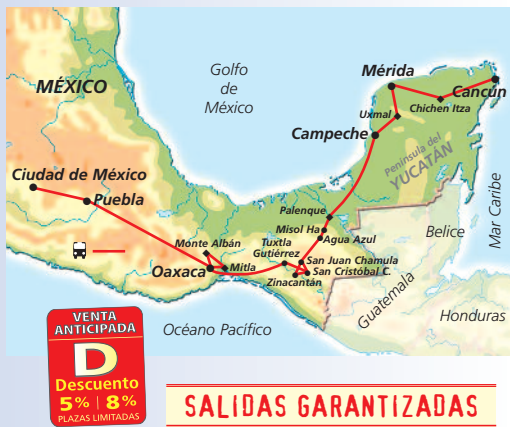 Golfo
de
México
MÉXICO
Mérida
Cancún
Chichen Itza
Uxmal
Campeche
Península del
YUCATÁN
Ciudad de México
Puebla
Palenque
Misol Ha
Agua Azul
Mar Caribe
Belice
Monte Albán
Tuxtla
Gutiérrez
San Juan Chamula
San Cristóbal C.
Zinacantán
Oaxaca
Mitla
Guatemala
Honduras
Océano Pacífico
VENTA
ANTICIPADA
D
Descuento
5% | 8%
PLAZAS LIMITADAS
SALIDAS GARANTIZADAS